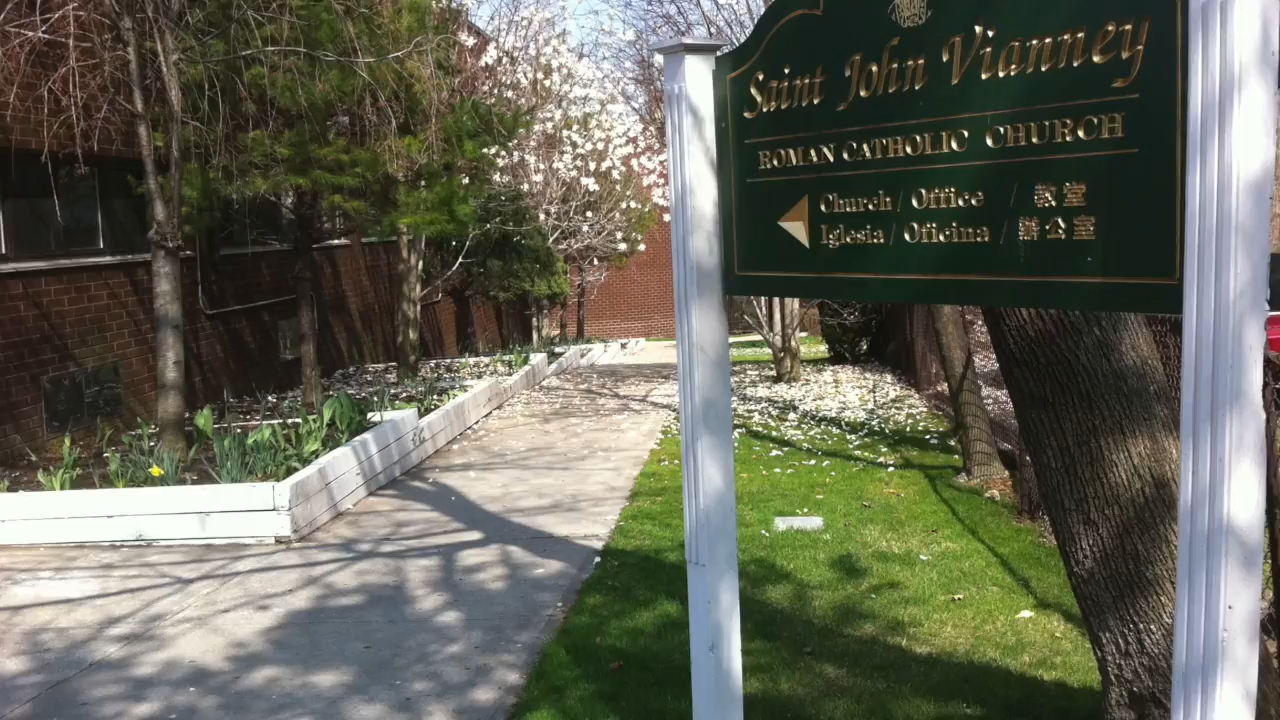 Saint John Vianney
ROMAN CATHOLIC CHURCH
Church / Office / 教堂
Iglesia / Oficina / 辦公室